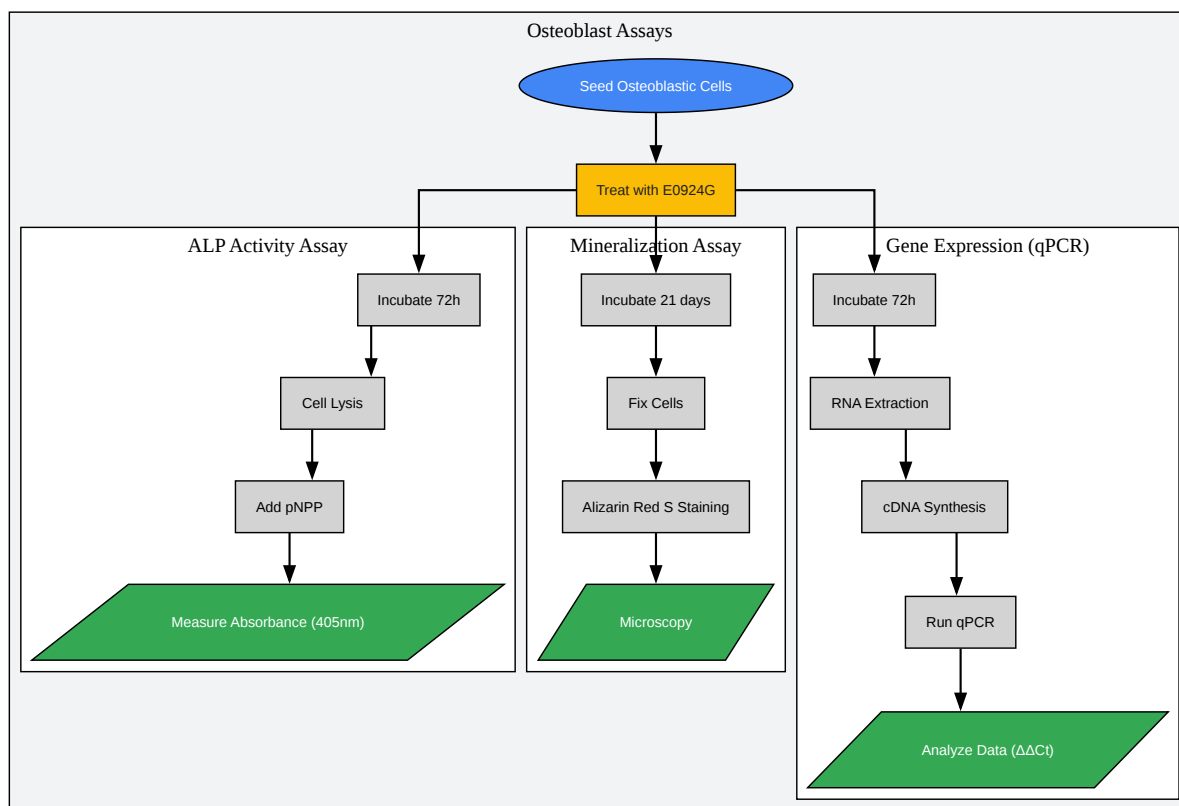 Osteoblast Assays
Seed Osteoblastic Cells
Treat with E0924G
ALP Activity Assay
Incubate 72h
Cell Lysis
Add pNPP
Measure Absorbance (405nm)
Mineralization Assay
Incubate 21 days
Fix Cells
Alizarin Red S Staining
Microscopy
Gene Expression (qPCR)
Incubate 72h
RNA Extraction
cDNA Synthesis
Run qPCR
Analyze Data (ΔΔCt)